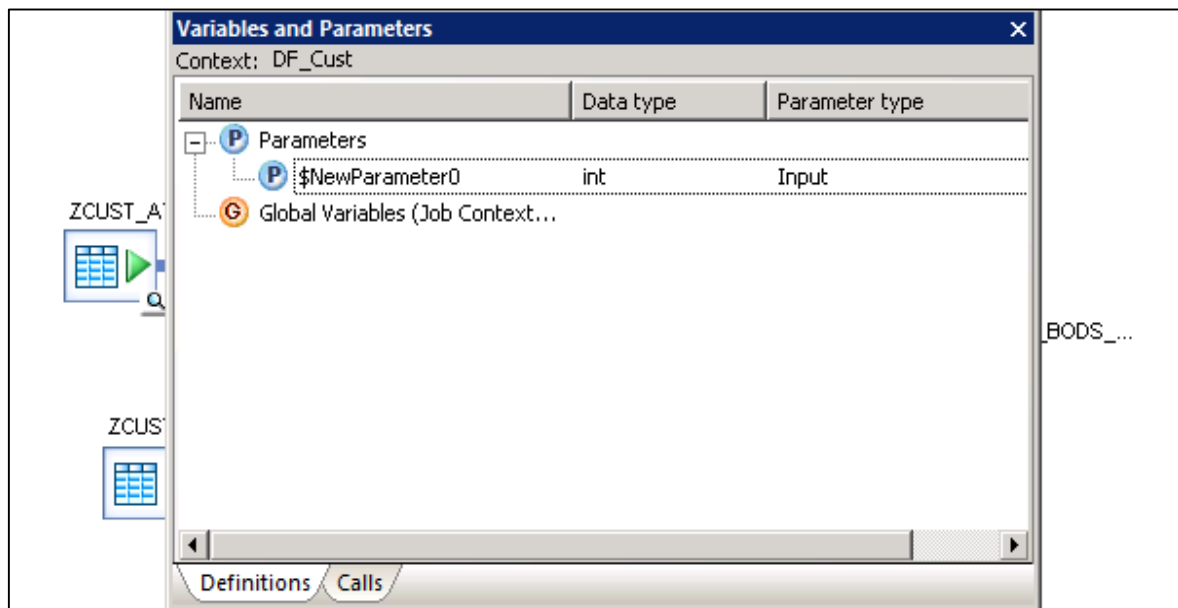 Variables and Parameters
Context: DF_Cust
Name Data type Parameter type
P Parameters
P $NewParameter0 int Input
G Global Variables (Job Context...
ZCUST_A
_BODS_...
ZCUS
Definitions Calls